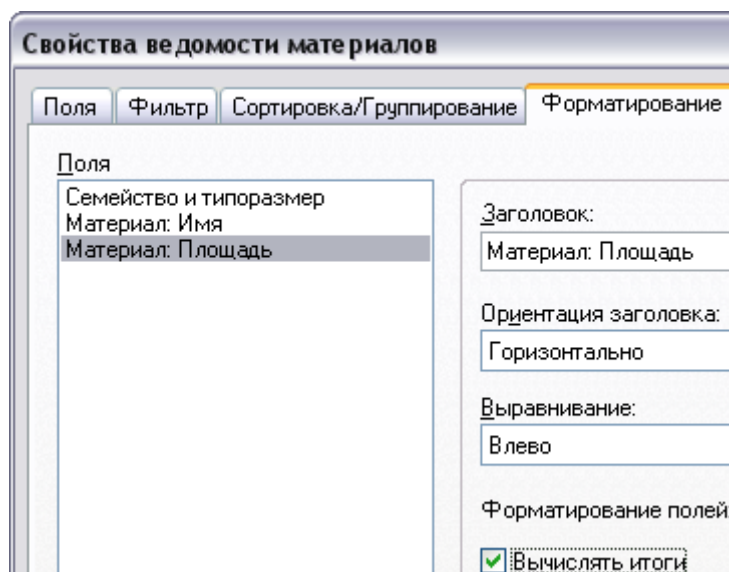 Свойства ведомости материалов
Поля Фильтр Сортировка/Группирование Форматирование
Поля
Семейство и типоразмер
Материал: Имя
Материал: Площадь
Заголовок:
Материал: Площадь
Ориентация заголовка:
Горизонтально
Выравнивание:
Влево
Форматирование полей
Вычислять итоги